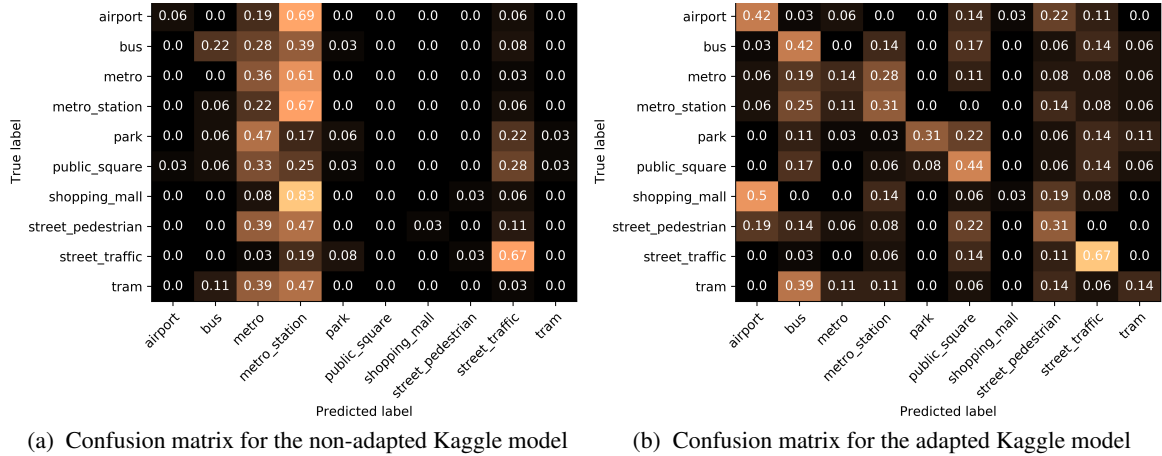 True label
airport 0.06 0.0 0.19 0.69 0.0 0.0 0.0 0.0 0.06 0.0
bus 0.0 0.22 0.28 0.39 0.03 0.0 0.0 0.0 0.08 0.0
metro 0.0 0.0 0.36 0.61 0.0 0.0 0.0 0.0 0.03 0.0
metro_station 0.0 0.06 0.22 0.67 0.0 0.0 0.0 0.0 0.06 0.0
park 0.0 0.06 0.47 0.17 0.06 0.0 0.0 0.0 0.22 0.03
public_square 0.03 0.06 0.33 0.25 0.03 0.0 0.0 0.0 0.28 0.03
shopping_mall 0.0 0.0 0.08 0.83 0.0 0.0 0.0 0.03 0.06 0.0
street_pedestrian 0.0 0.0 0.39 0.47 0.0 0.0 0.03 0.0 0.11 0.0
street_traffic 0.0 0.0 0.03 0.19 0.08 0.0 0.0 0.03 0.67 0.0
tram 0.0 0.11 0.39 0.47 0.0 0.0 0.0 0.0 0.03 0.0
airport bus metro metro_station park public_square shopping_mall street_pedestrian street_traffic tram
Predicted label
(a) Confusion matrix for the non-adapted Kaggle model
True label
airport 0.42 0.03 0.06 0.0 0.0 0.14 0.03 0.22 0.11 0.0
bus 0.03 0.42 0.0 0.14 0.0 0.17 0.0 0.06 0.14 0.06
metro 0.06 0.19 0.14 0.28 0.0 0.11 0.0 0.08 0.08 0.06
metro_station 0.06 0.25 0.11 0.31 0.0 0.0 0.0 0.14 0.08 0.06
park 0.0 0.11 0.03 0.03 0.31 0.22 0.0 0.06 0.14 0.11
public_square 0.0 0.17 0.0 0.06 0.08 0.44 0.0 0.06 0.14 0.06
shopping_mall 0.5 0.0 0.0 0.14 0.0 0.06 0.03 0.19 0.08 0.0
street_pedestrian 0.19 0.14 0.06 0.08 0.0 0.22 0.0 0.31 0.0 0.0
street_traffic 0.0 0.03 0.0 0.06 0.0 0.14 0.0 0.11 0.67 0.0
tram 0.0 0.39 0.11 0.11 0.0 0.06 0.0 0.14 0.06 0.14
airport bus metro metro_station park public_square shopping_mall street_pedestrian street_traffic tram
Predicted label
(b) Confusion matrix for the adapted Kaggle model